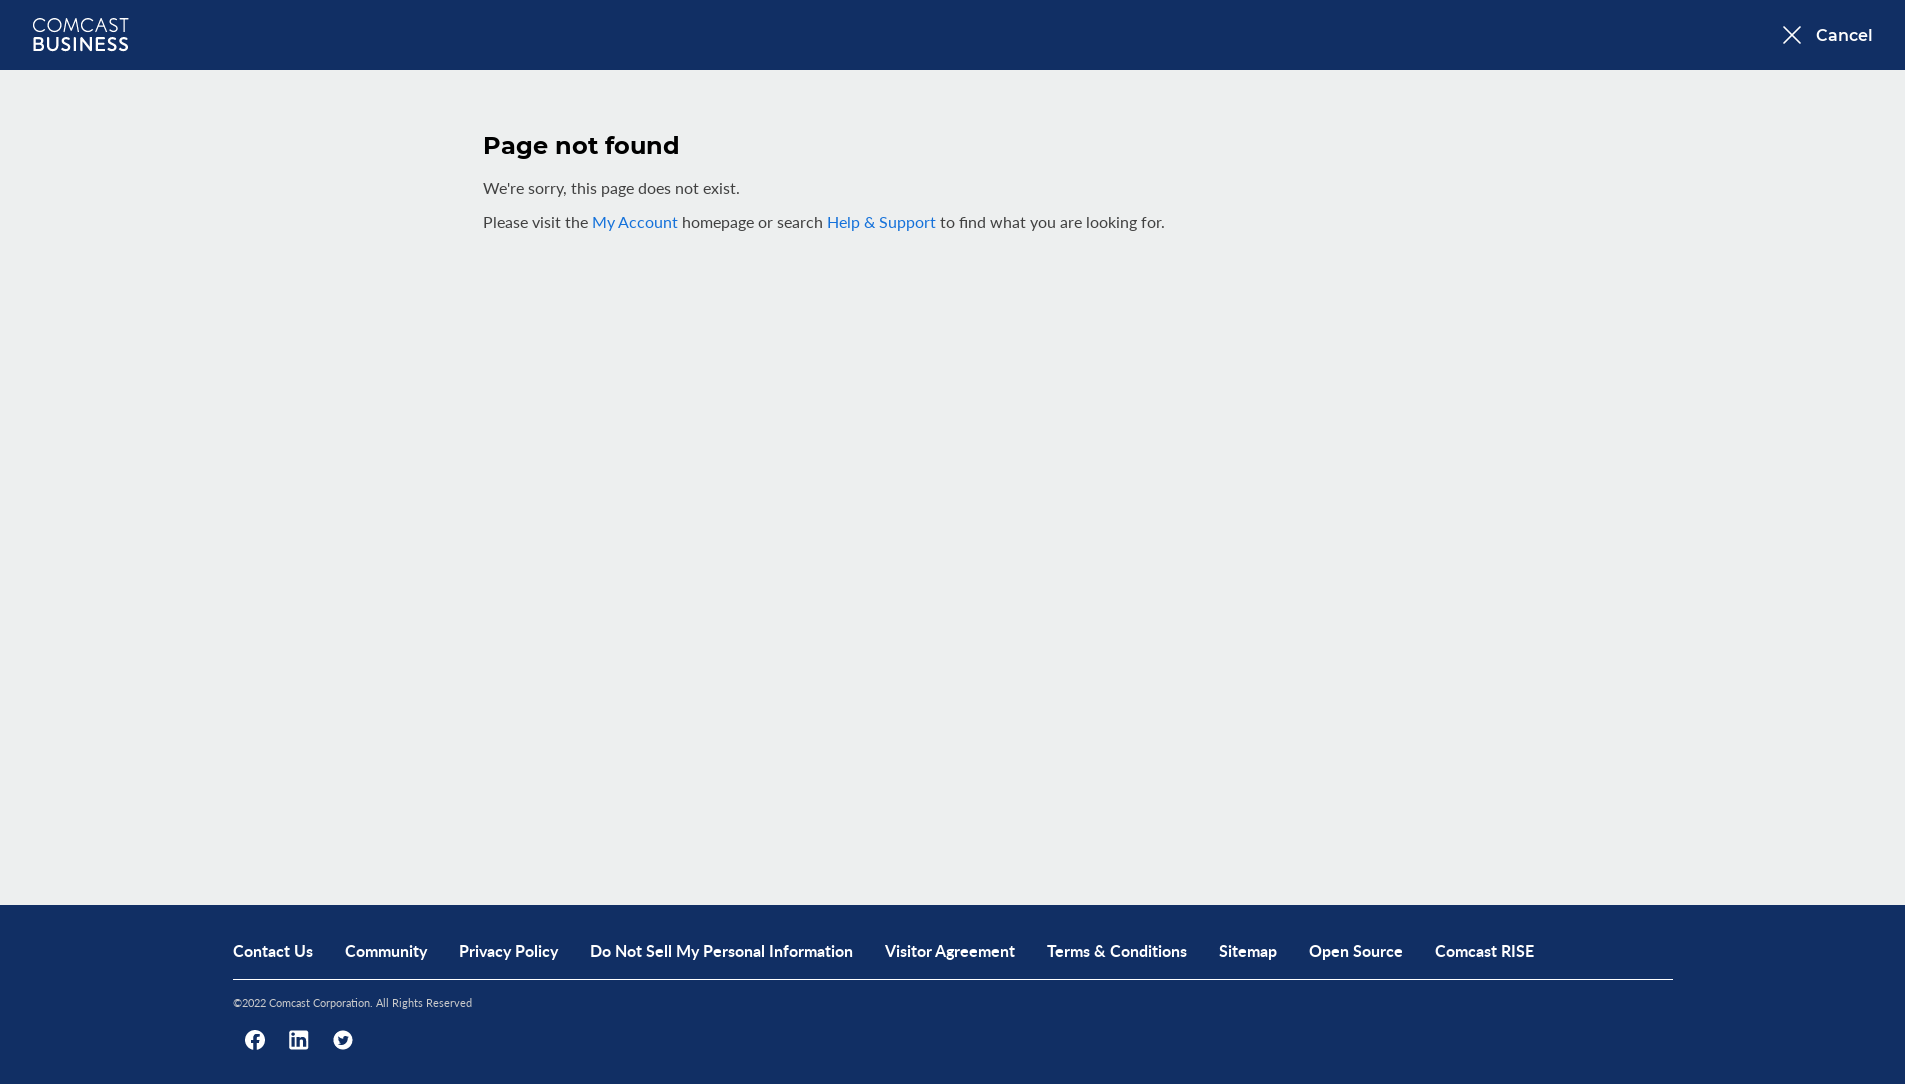 COMCAST
BUSINESS
Cancel
Page not found
We're sorry, this page does not exist.
Please visit the My Account homepage or search Help & Support to find what you are looking for.
Contact Us Community Privacy Policy Do Not Sell My Personal Information Visitor Agreement Terms & Conditions Sitemap Open Source Comcast RISE
©2022 Comcast Corporation. All Rights Reserved